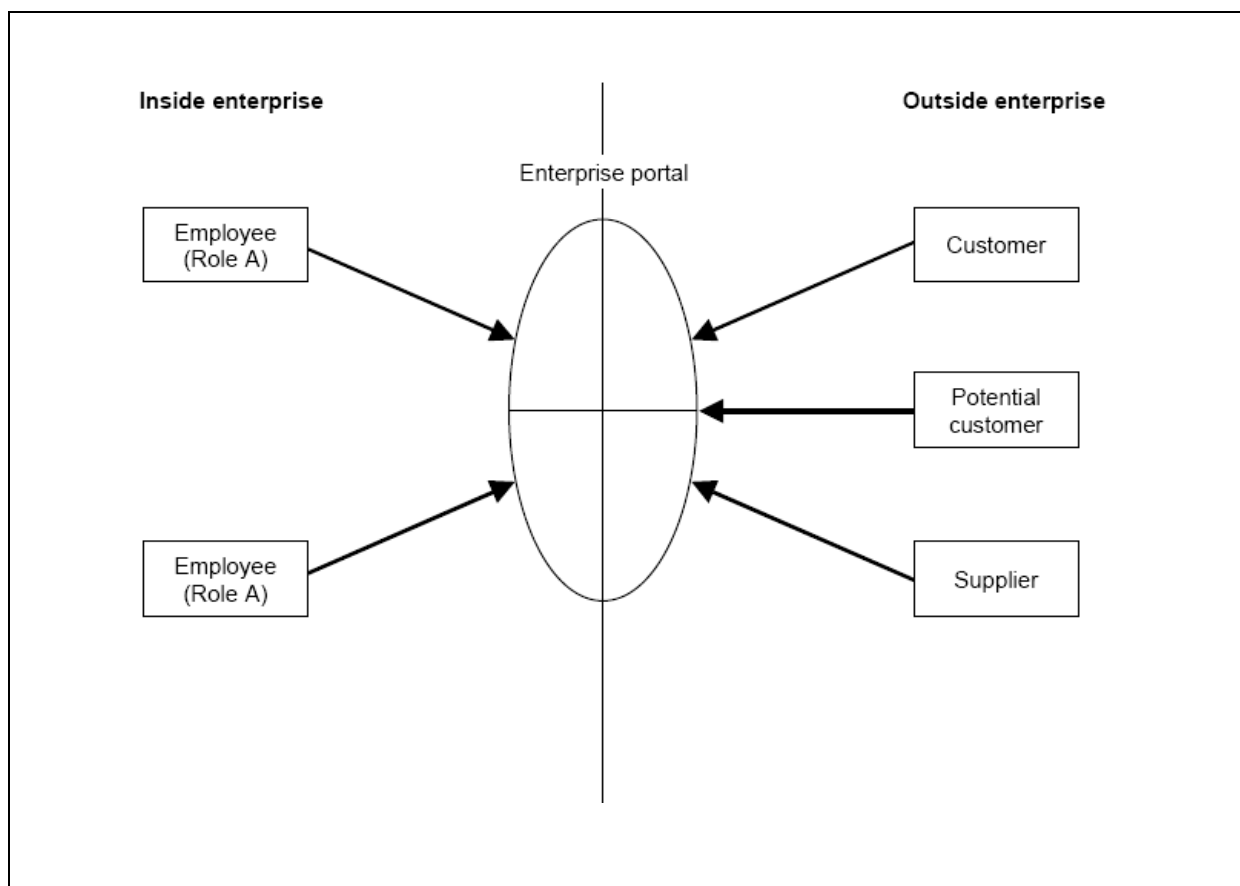 Inside enterprise
Outside enterprise
Enterprise portal
Employee
(Role A)
Customer
Potential
customer
Employee
(Role A)
Supplier